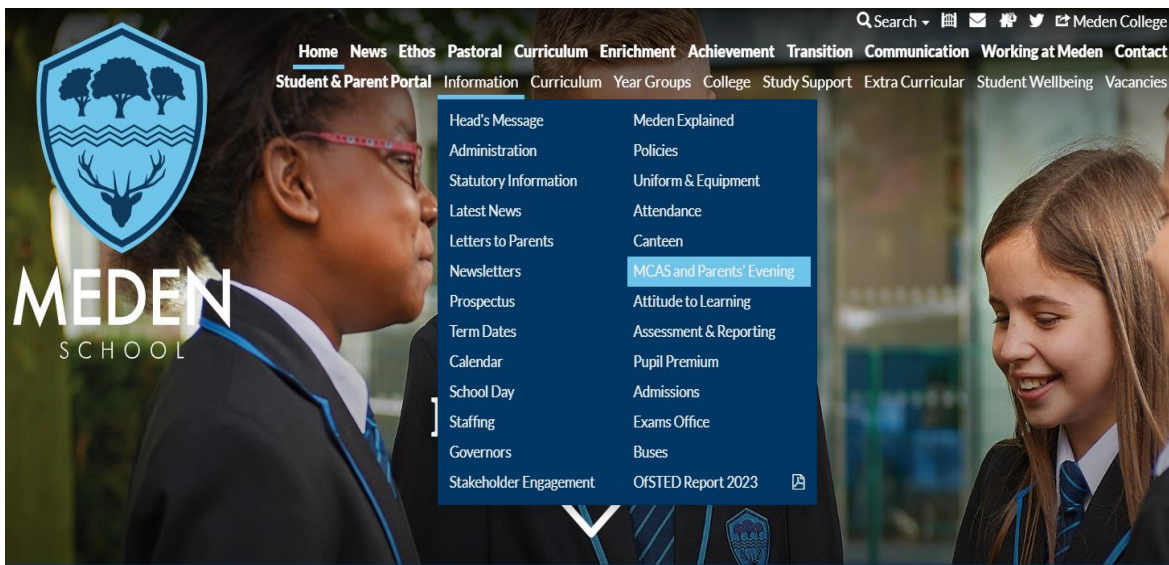 Search Meden College
Home News Ethos Pastoral Curriculum Enrichment Achievement Transition Communication Working at Meden Contact
Student & Parent Portal Information Curriculum Year Groups College Study Support Extra Curricular Student Wellbeing Vacancies
MEDEN
SCHOOL
Head's Message
Administration
Statutory Information
Latest News
Letters to Parents
Newsletters
Prospectus
Term Dates
Calendar
School Day
Staffing
Governors
Stakeholder Engagement
Meden Explained
Policies
Uniform & Equipment
Attendance
Canteen
MCAS and Parents' Evening
Attitude to Learning
Assessment & Reporting
Pupil Premium
Admissions
Exams Office
Buses
OfSTED Report 2023